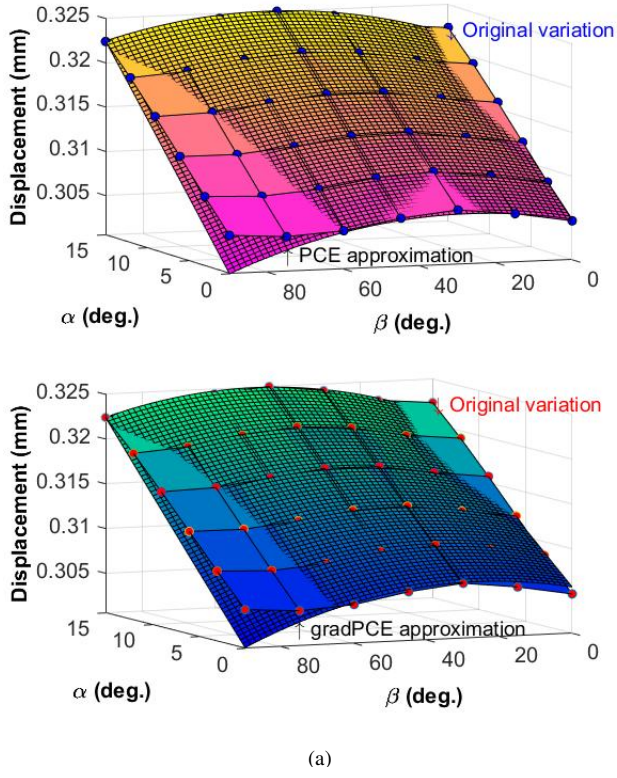 0.325
0.32
0.315
0.31
0.305
Displacement (mm)
↓ Original variation
↑ PCE approximation
15
10
5
0
α (deg.)
80
60
40
20
0
β (deg.)
0.325
0.32
0.315
0.31
0.305
Displacement (mm)
↓ Original variation
↑ gradPCE approximation
15
10
5
0
α (deg.)
80
60
40
20
0
β (deg.)
(a)